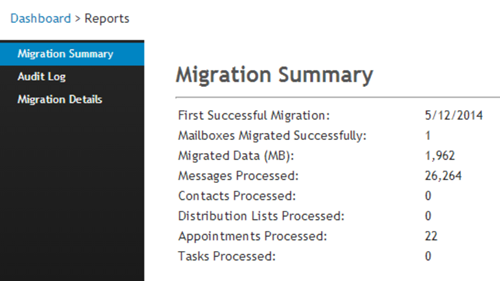 Dashboard > Reports
Migration Summary
Audit Log
Migration Details
Migration Summary
First Successful Migration: 5/12/2014
Mailboxes Migrated Successfully: 1
Migrated Data (MB): 1,962
Messages Processed: 26,264
Contacts Processed: 0
Distribution Lists Processed: 0
Appointments Processed: 22
Tasks Processed: 0